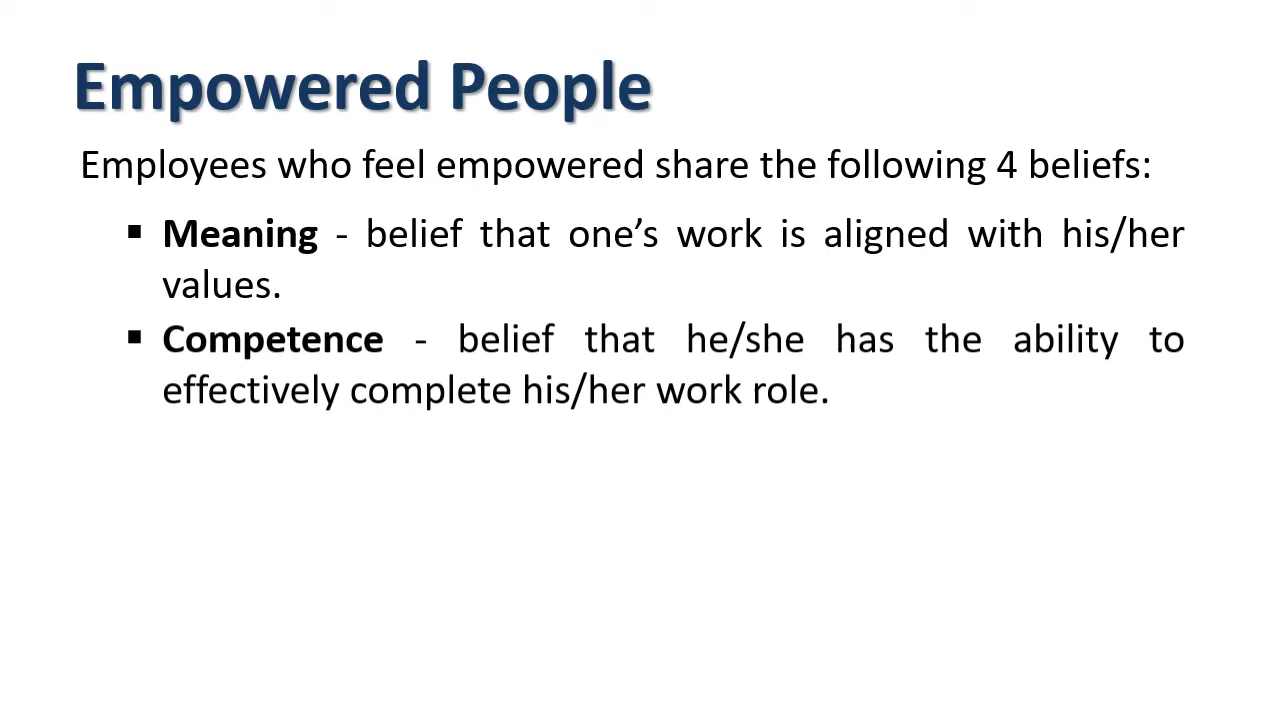 Empowered People
Employees who feel empowered share the following 4 beliefs:
▪ Meaning - belief that one’s work is aligned with his/her
values.
▪ Competence - belief that he/she has the ability to
effectively complete his/her work role.